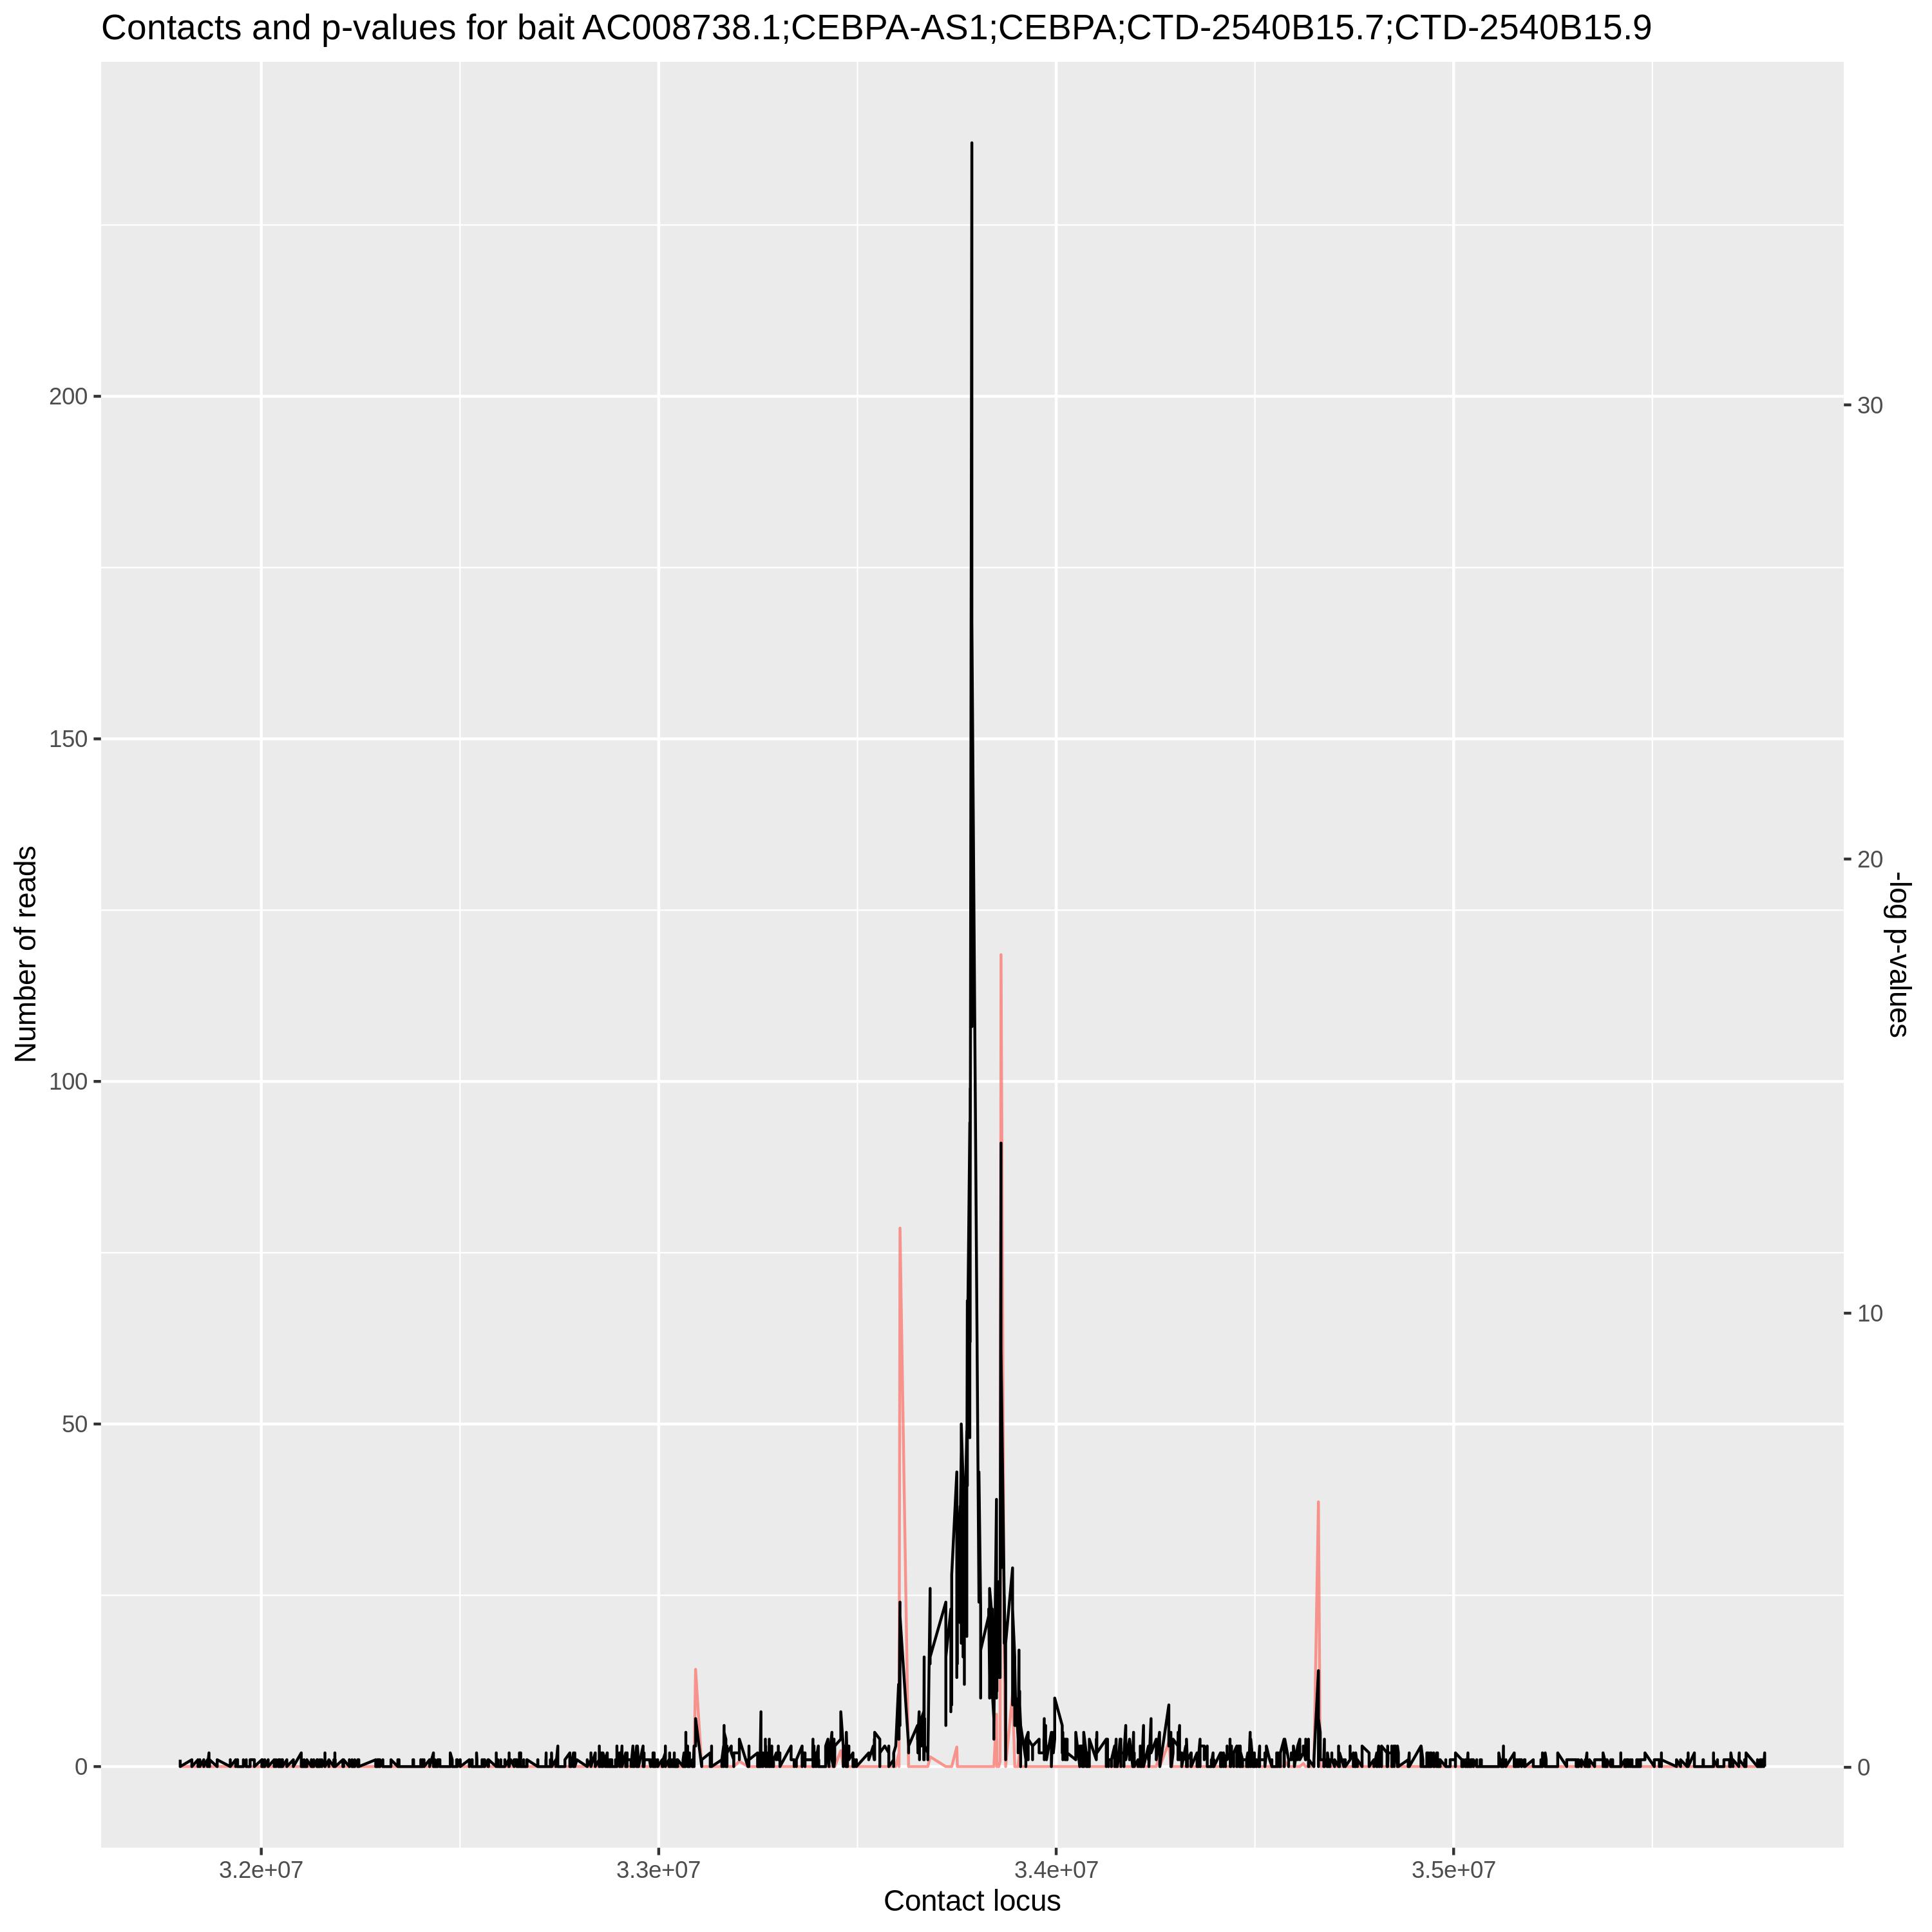 Contacts and p-values for bait AC008738.1;CEBPA-AS1;CEBPA;CTD-2540B15.7;CTD-2540B15.9
200
150
100
50
0
Number of reads
30
20
10
0
-log p-values
3.2e+07 3.3e+07 3.4e+07 3.5e+07
Contact locus